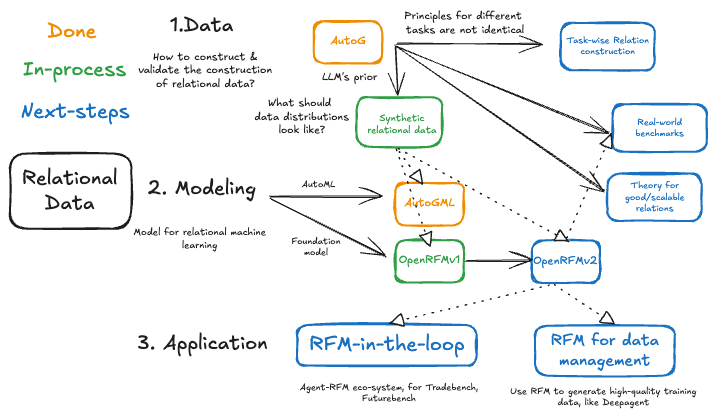 Done
In-process
Next-steps
1.Data
How to construct &
validate the construction
of relational data?
AutoG
Principles for different
tasks are not identical
Task-wise Relation
construction
LLM's prior
What should
data distributions
look like?
Synthetic
relational data
Real-world
benchmarks
Theory for
good/scalable
relations
Relational
Data
2. Modeling
Model for relational machine
learning
AutoML
AutoGML
Foundation
model
OpenRFMv1
OpenRFMv2
3. Application
RFM-in-the-loop
Agent-RFM eco-system, for Tradebench,
Futurebench
RFM for data
management
Use RFM to generate high-quality training
data, like Deepagent